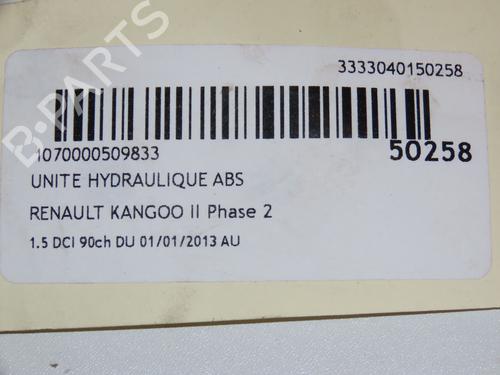 3333040150258
1070000509833
50258
UNITE HYDRAULIQUE ABS
RENAULT KANGOO II Phase 2
1.5 DCI 90ch DU 01/01/2013 AU
B-PARTS